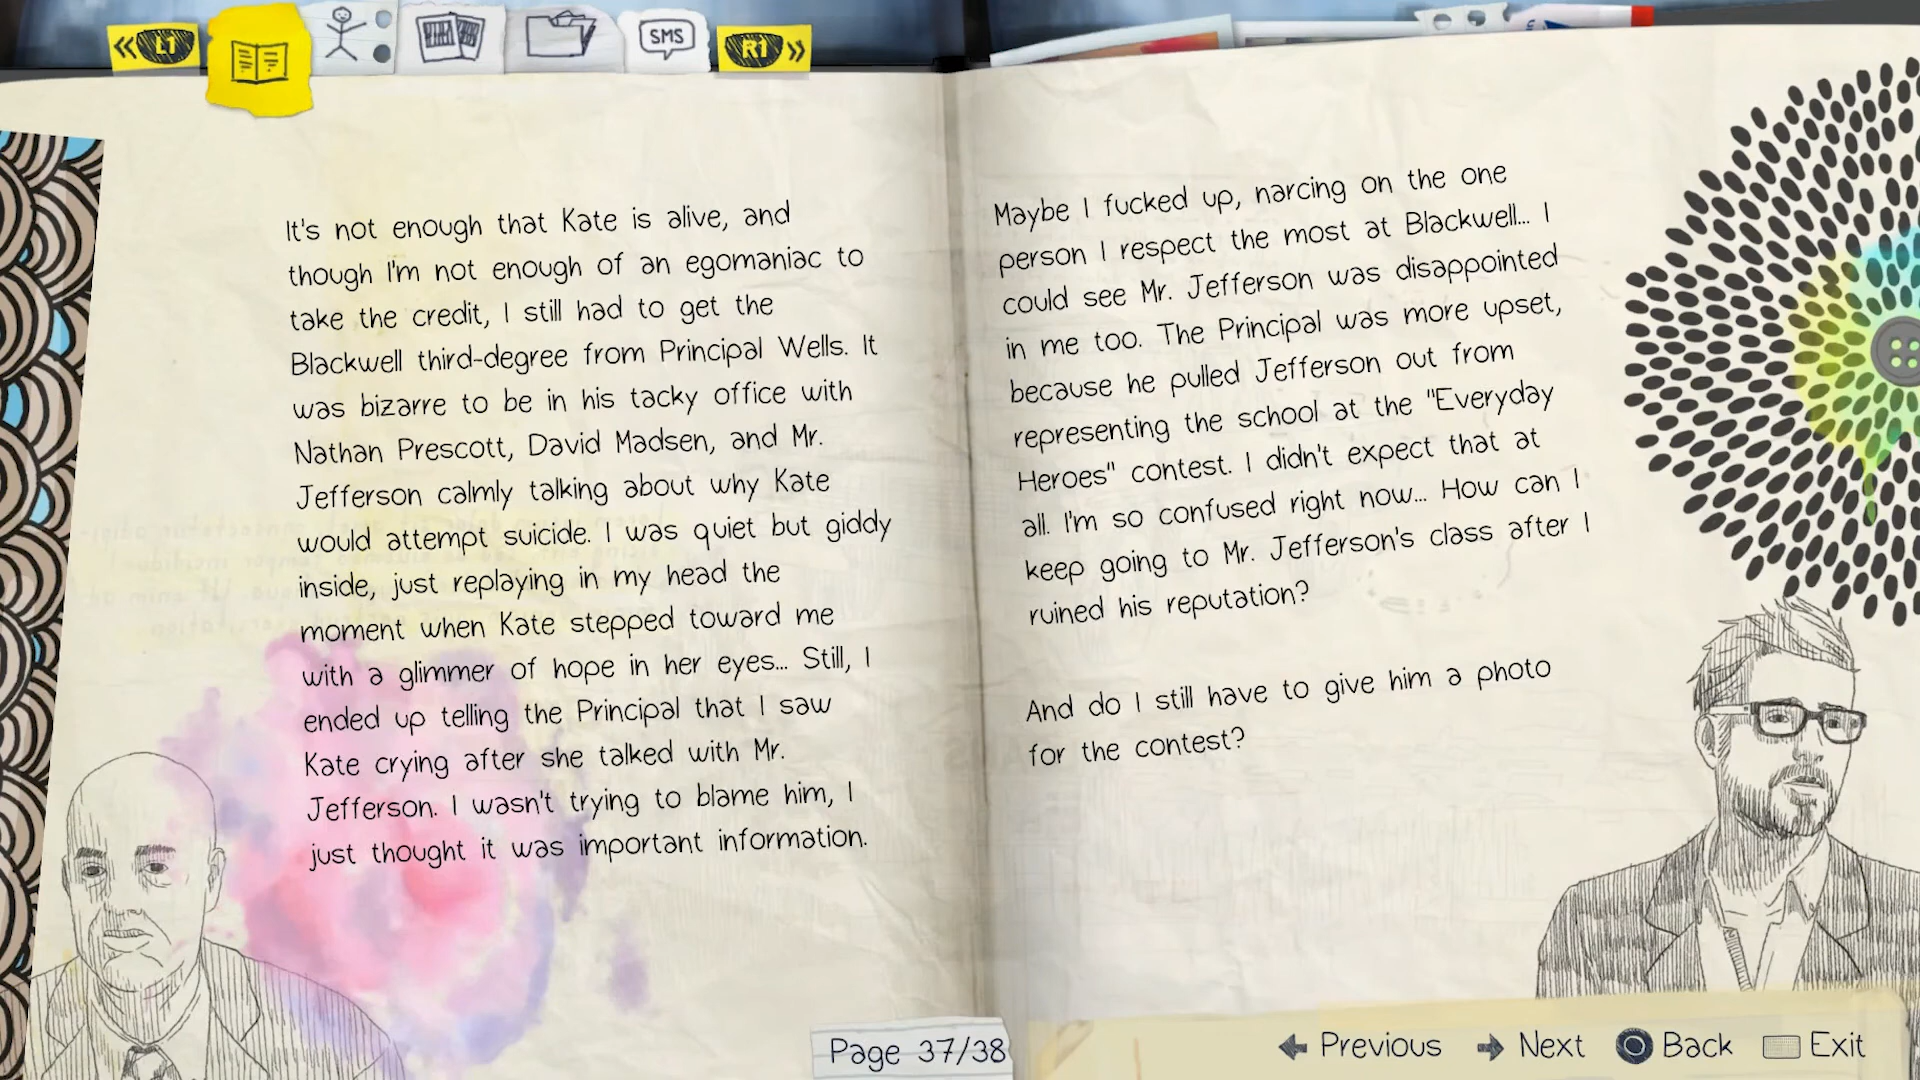 L1
SMS
R1
It's not enough that Kate is alive, and
though I'm not enough of an egomaniac to
take the credit, I still had to get the
Blackwell third-degree from Principal Wells. It
was bizarre to be in his tacky office with
Nathan Prescott, David Madsen, and Mr.
Jefferson calmly talking about why Kate
would attempt suicide. I was quiet but giddy
inside, just replaying in my head the
moment when Kate stepped toward me
with a glimmer of hope in her eyes... Still, I
ended up telling the Principal that I saw
Kate crying after she talked with Mr.
Jefferson. I wasn't trying to blame him, I
just thought it was important information.
Maybe I fucked up, narcing on the one
person I respect the most at Blackwell... I
could see Mr. Jefferson was disappointed
in me too. The Principal was more upset,
because he pulled Jefferson out from
representing the school at the "Everyday
Heroes" contest. I didn't expect that at
all. I'm so confused right now... How can I
keep going to Mr. Jefferson's class after I
ruined his reputation?
And do I still have to give him a photo
for the contest?
Page 37/38
Previous
Next
Back
Exit